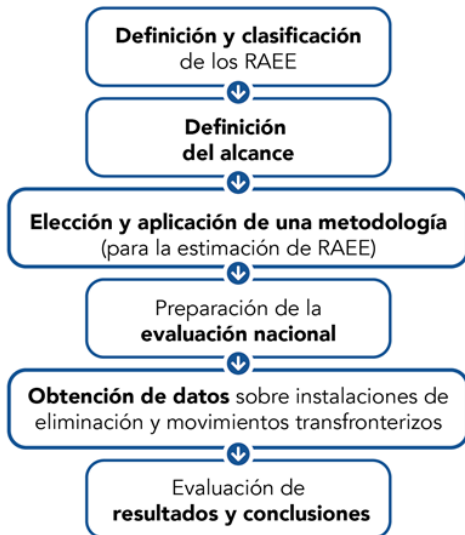 Definición y clasificación
de los RAEE
Definición
del alcance
Elección y aplicación de una metodología
(para la estimación de RAEE)
Preparación de la
evaluación nacional
Obtención de datos sobre instalaciones de
eliminación y movimientos transfronterizos
Evaluación de
resultados y conclusiones